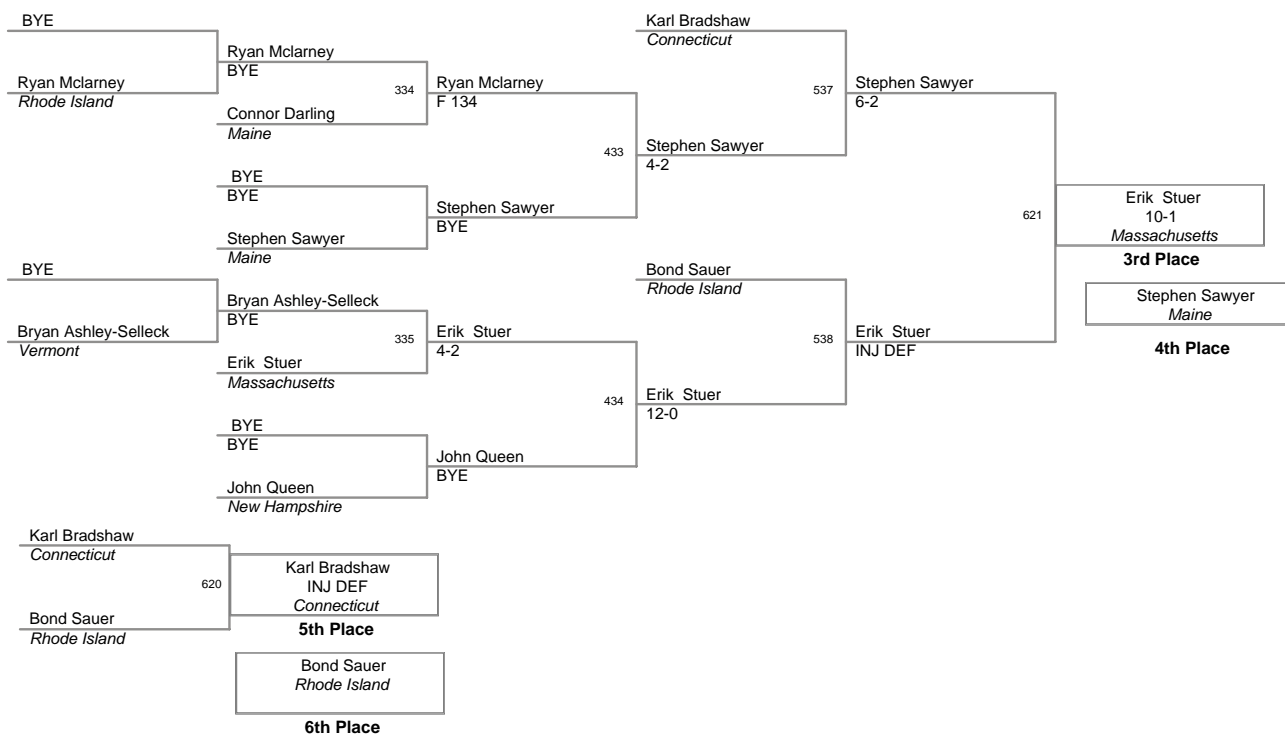 BYE
Ryan Mclarney
Rhode Island
Ryan Mclarney
BYE
Connor Darling
Maine
334
Ryan Mclarney
F 134
BYE
BYE
Stephen Sawyer
Maine
Stephen Sawyer
BYE
433
Stephen Sawyer
4-2
Karl Bradshaw
Connecticut
537
Stephen Sawyer
6-2
BYE
Bryan Ashley-Selleck
Vermont
Bryan Ashley-Selleck
BYE
Erik Stuer
Massachusetts
335
Erik Stuer
4-2
BYE
BYE
John Queen
New Hampshire
John Queen
BYE
434
Erik Stuer
12-0
Bond Sauer
Rhode Island
538
Erik Stuer
INJ DEF
621
Erik Stuer
10-1
Massachusetts
3rd Place
Stephen Sawyer
Maine
4th Place
Karl Bradshaw
Connecticut
Bond Sauer
Rhode Island
620
Karl Bradshaw
INJ DEF
Connecticut
5th Place
Bond Sauer
Rhode Island
6th Place